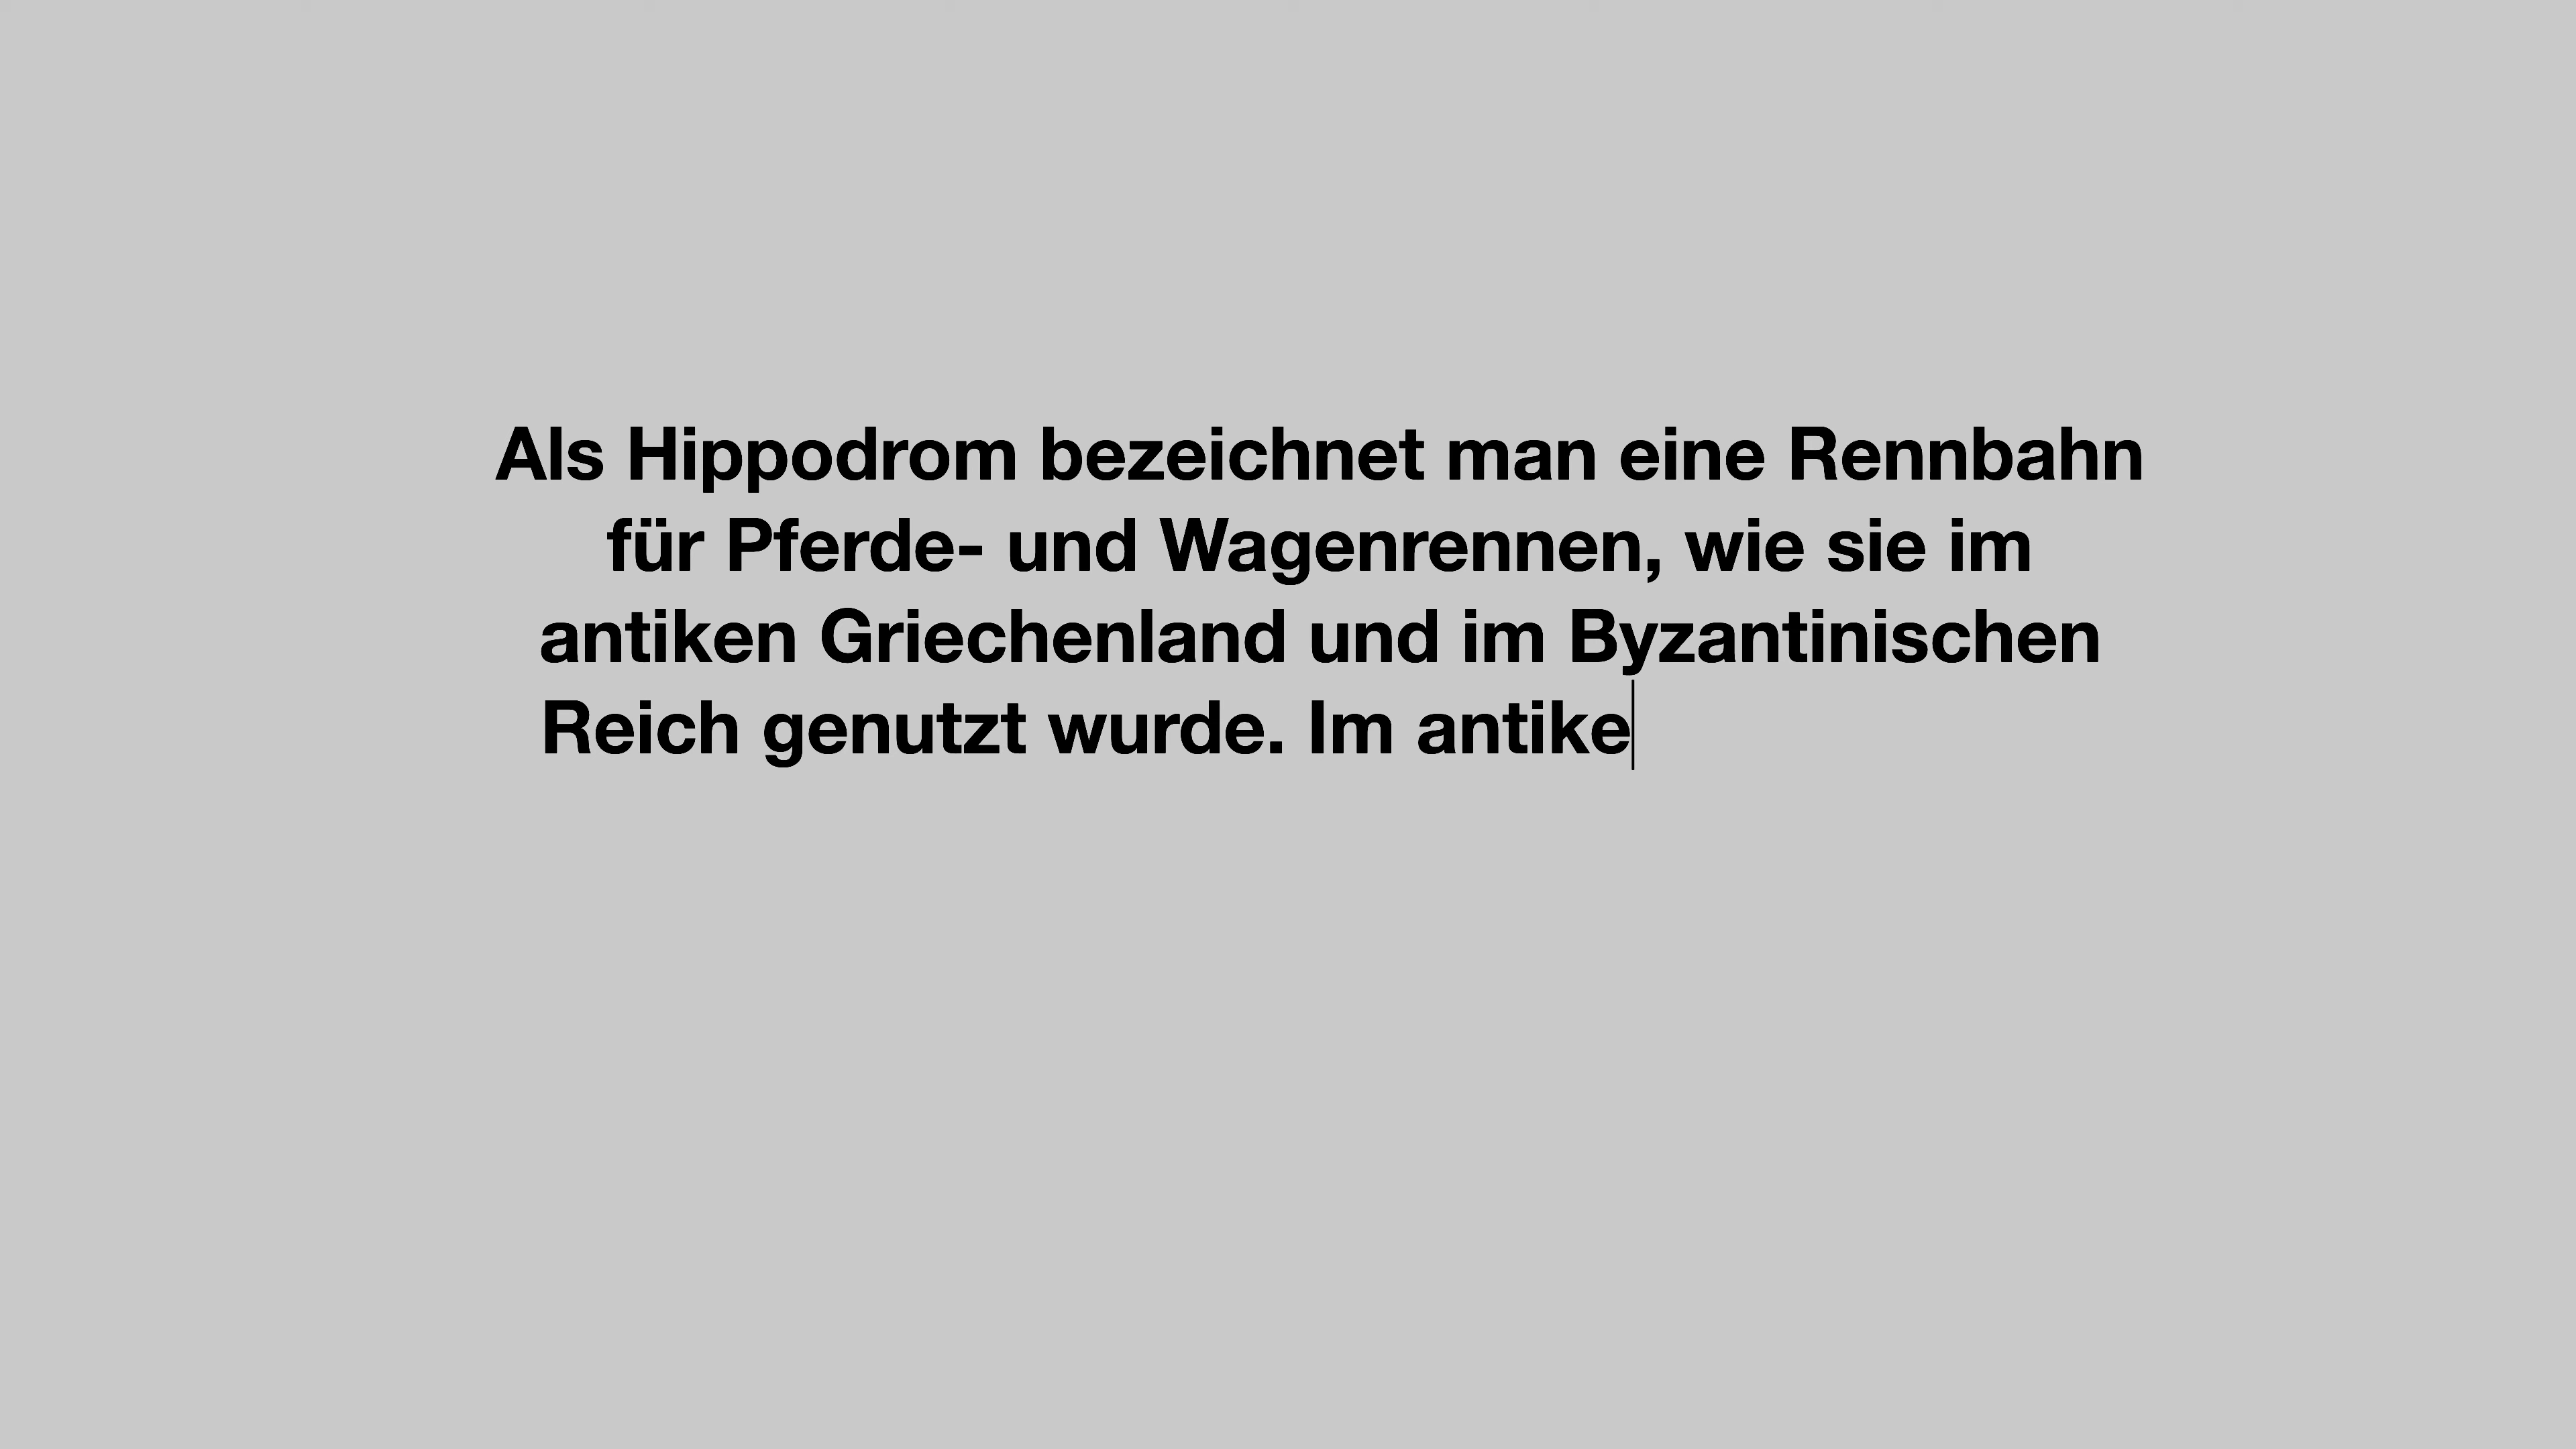 Als Hippodrom bezeichnet man eine Rennbahn
für Pferde- und Wagenrennen, wie sie im
antiken Griechenland und im Byzantinischen
Reich genutzt wurde. Im antike